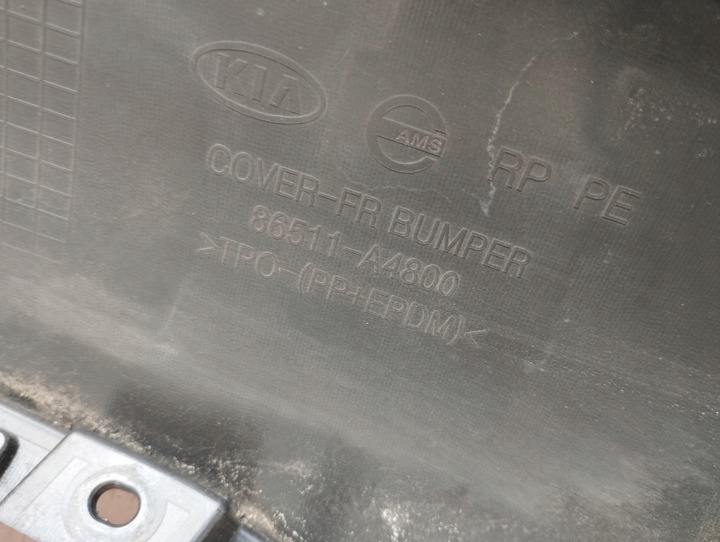 KIA
AMS
RP PE
COVER-FR BUMPER
86511-A4800
>TPO-(PP+EPDM)<